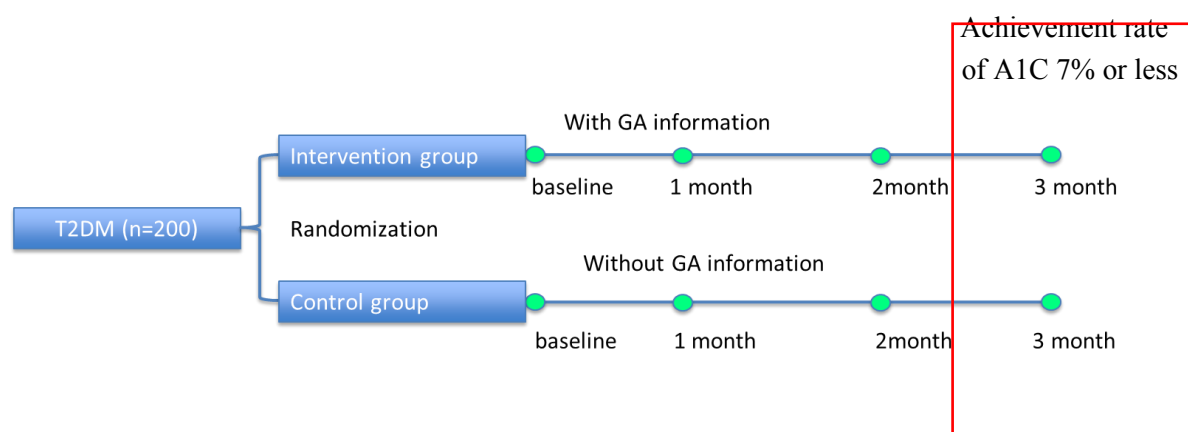 Achievement rate
of A1C 7% or less
With GA information
Intervention group
baseline
1 month
2month
3 month
T2DM (n=200)
Randomization
Without GA information
Control group
baseline
1 month
2month
3 month